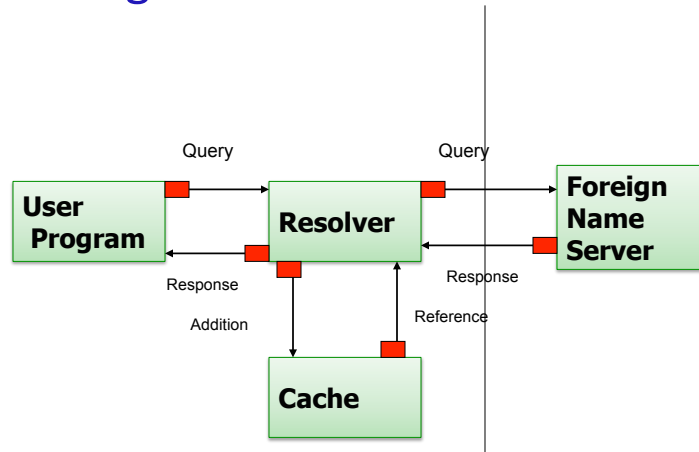 Query
Query
User
Program
Resolver
Foreign
Name
Server
Response
Response
Addition
Reference
Cache